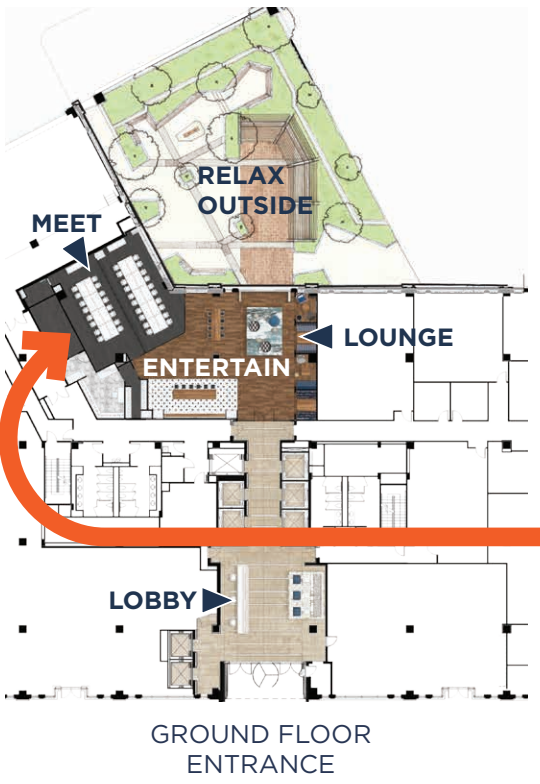 RELAX
OUTSIDE
MEET
LOUNGE
ENTERTAIN
LOBBY
GROUND FLOOR
ENTRANCE